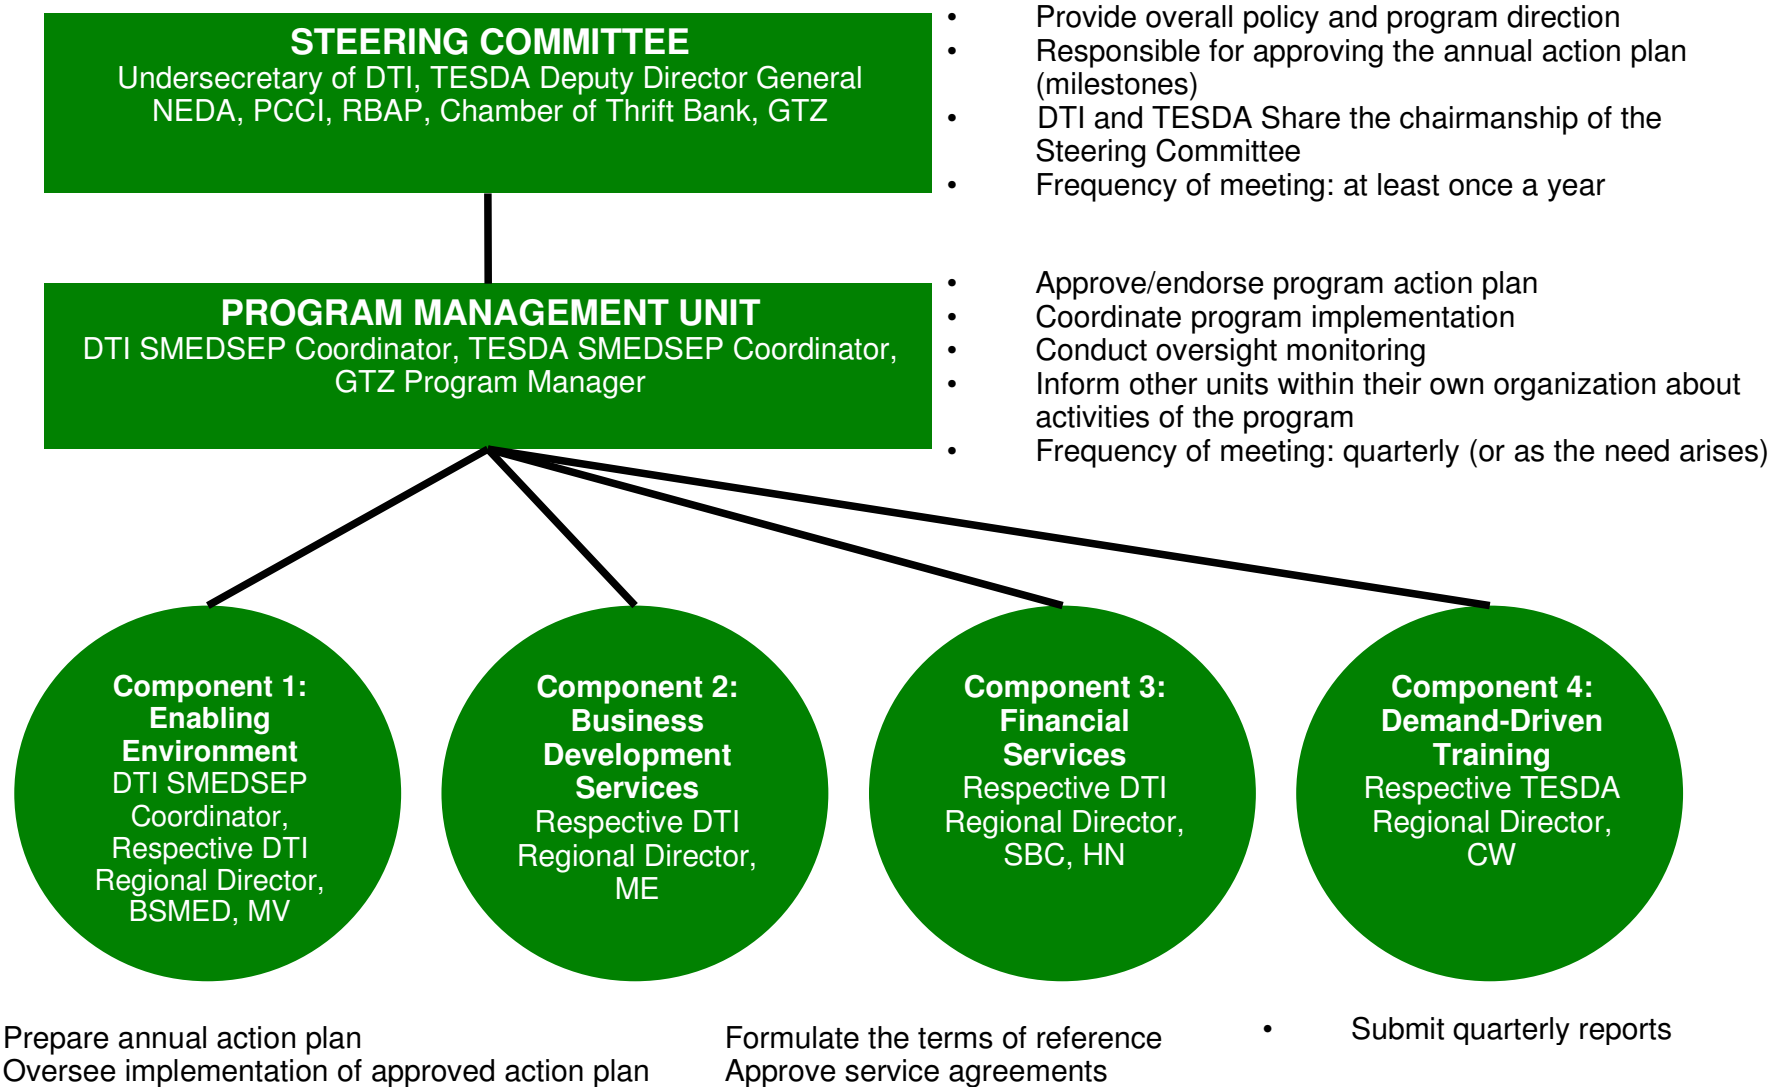 STEERING COMMITTEE
Undersecretary of DTI, TESDA Deputy Director General
NEDA, PCCI, RBAP, Chamber of Thrift Bank, GTZ
• Provide overall policy and program direction
• Responsible for approving the annual action plan
(milestones)
• DTI and TESDA Share the chairmanship of the
Steering Committee
• Frequency of meeting: at least once a year
PROGRAM MANAGEMENT UNIT
DTI SMEDSEP Coordinator, TESDA SMEDSEP Coordinator,
GTZ Program Manager
• Approve/endorse program action plan
• Coordinate program implementation
• Conduct oversight monitoring
• Inform other units within their own organization about
activities of the program
• Frequency of meeting: quarterly (or as the need arises)
Component 1:
Enabling
Environment
DTI SMEDSEP
Coordinator,
Respective DTI
Regional Director,
BSMED, MV
Component 2:
Business
Development
Services
Respective DTI
Regional Director,
ME
Component 3:
Financial
Services
Respective DTI
Regional Director,
SBC, HN
Component 4:
Demand-Driven
Training
Respective TESDA
Regional Director,
CW
Prepare annual action plan
Oversee implementation of approved action plan
Formulate the terms of reference
Approve service agreements
• Submit quarterly reports